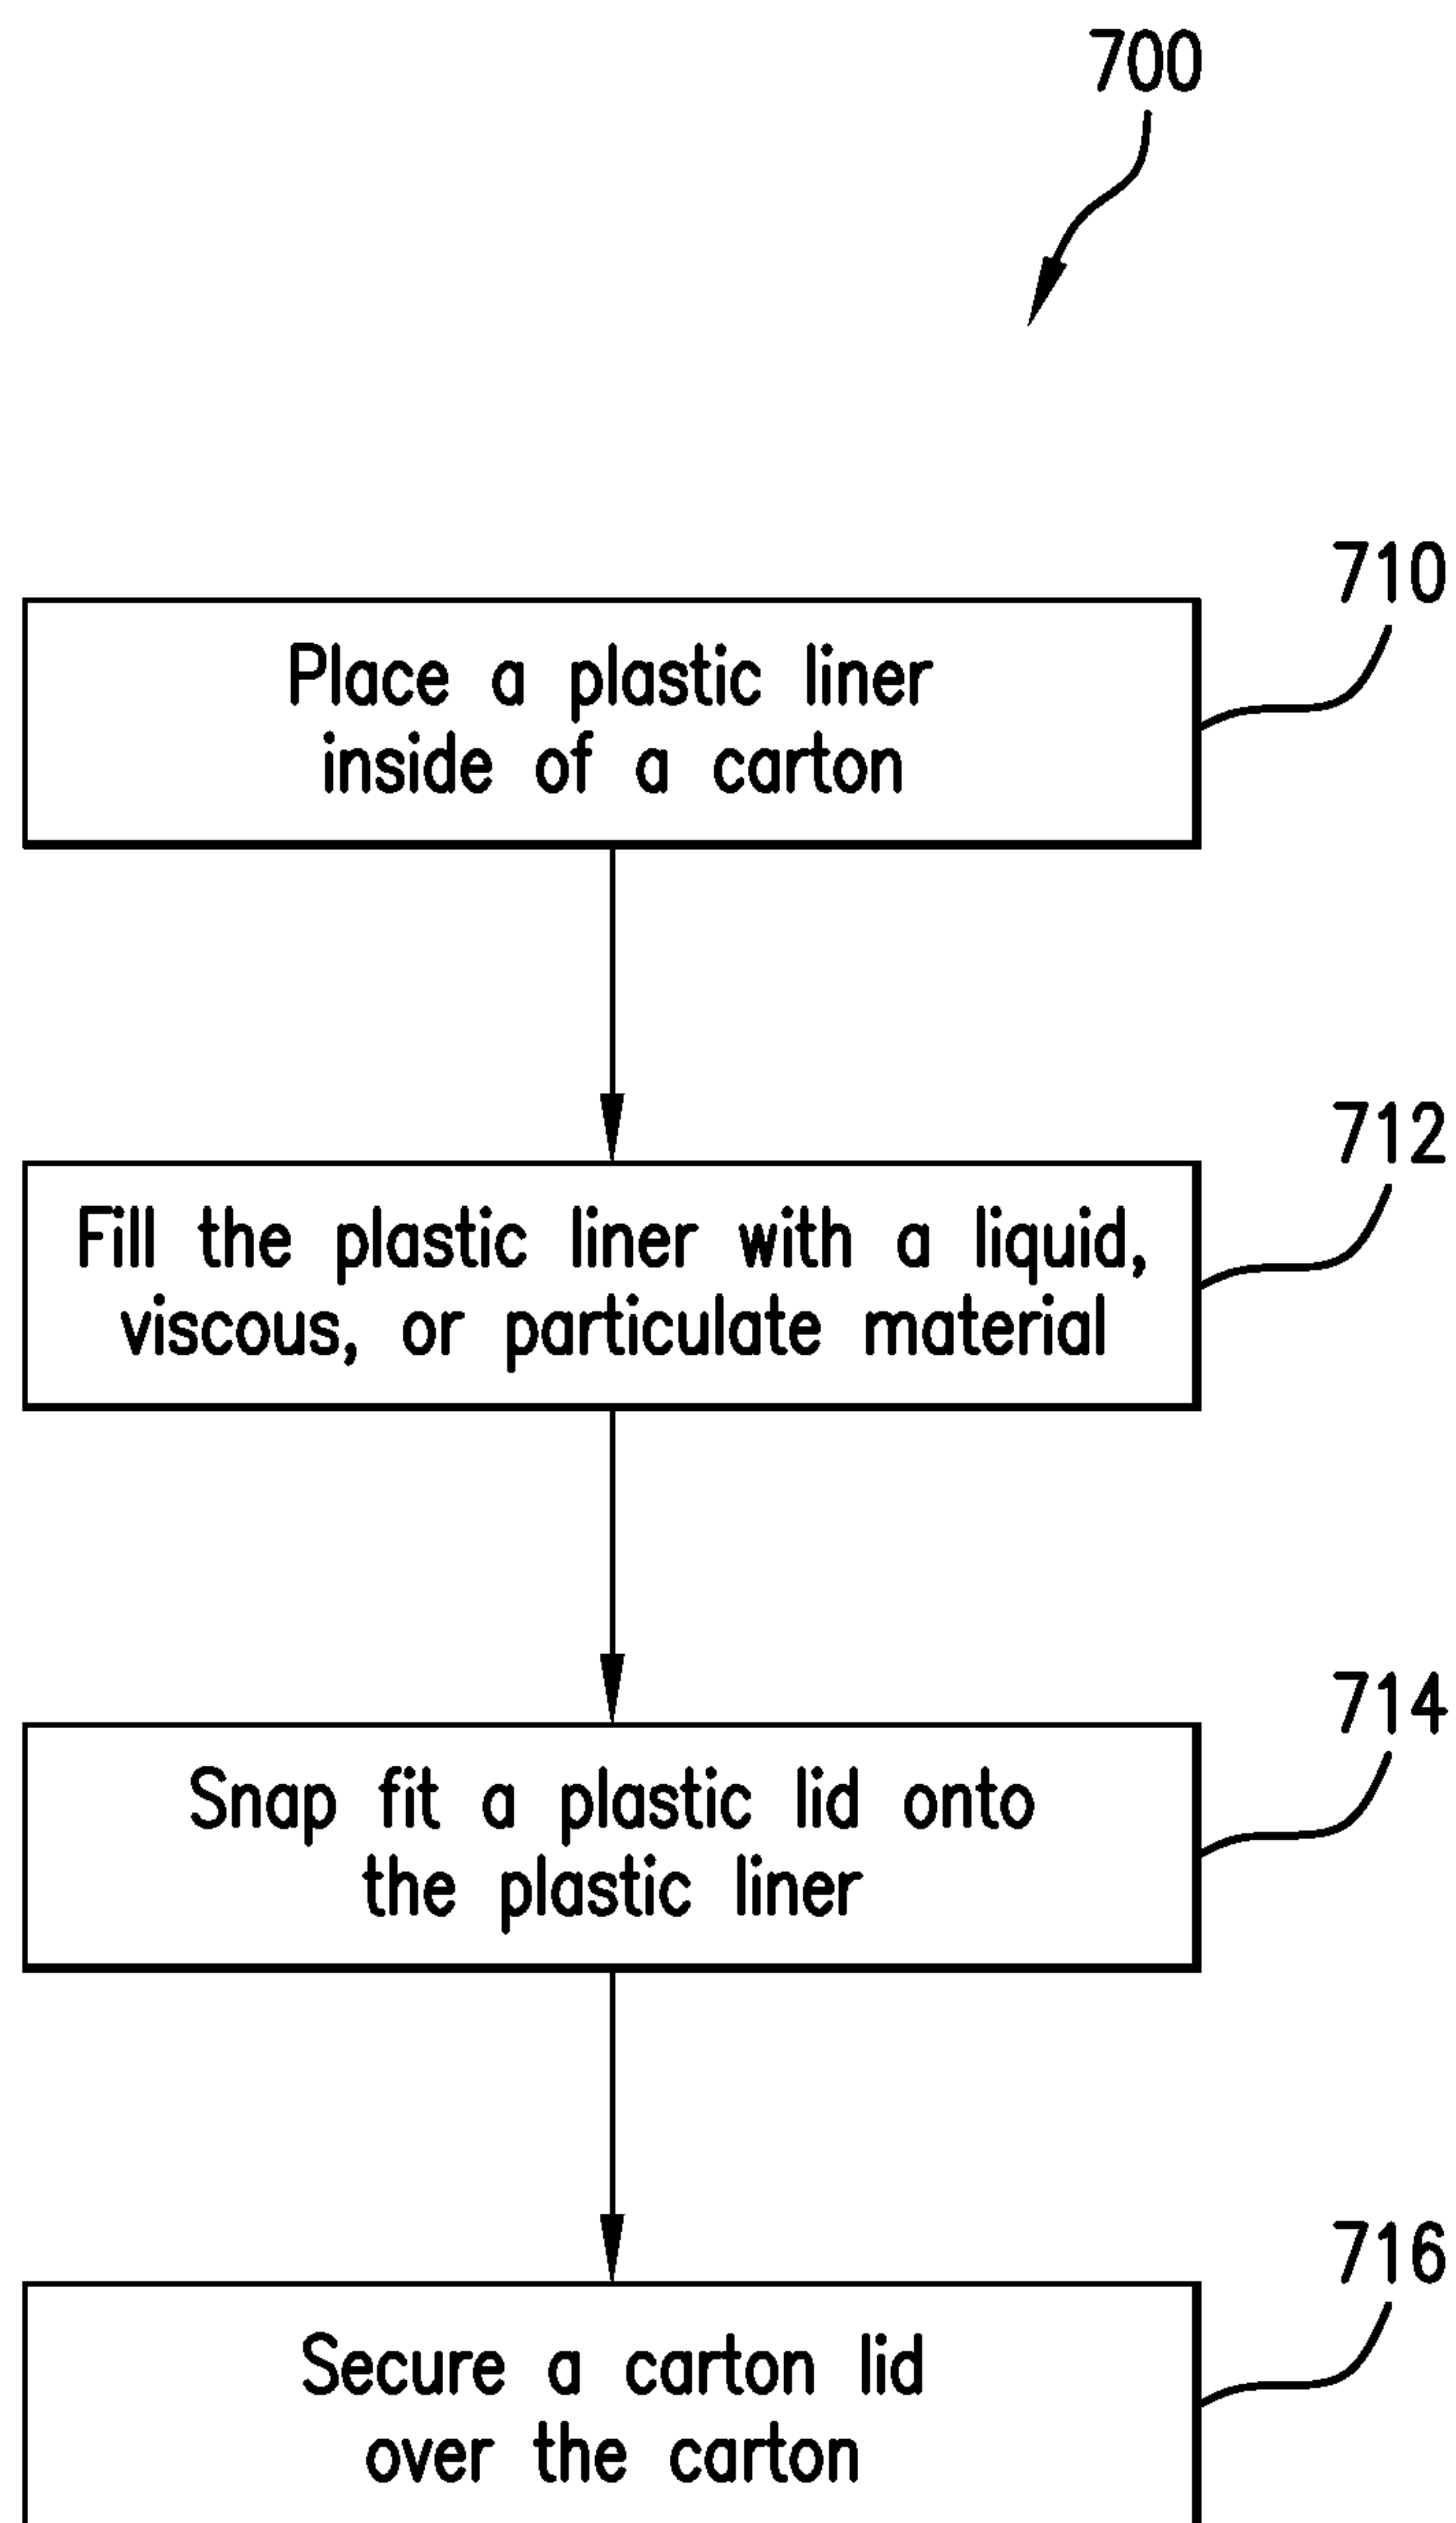 700
710
Place a plastic liner
inside of a carton
712
Fill the plastic liner with a liquid,
viscous, or particulate material
714
Snap fit a plastic lid onto
the plastic liner
716
Secure a carton lid
over the carton